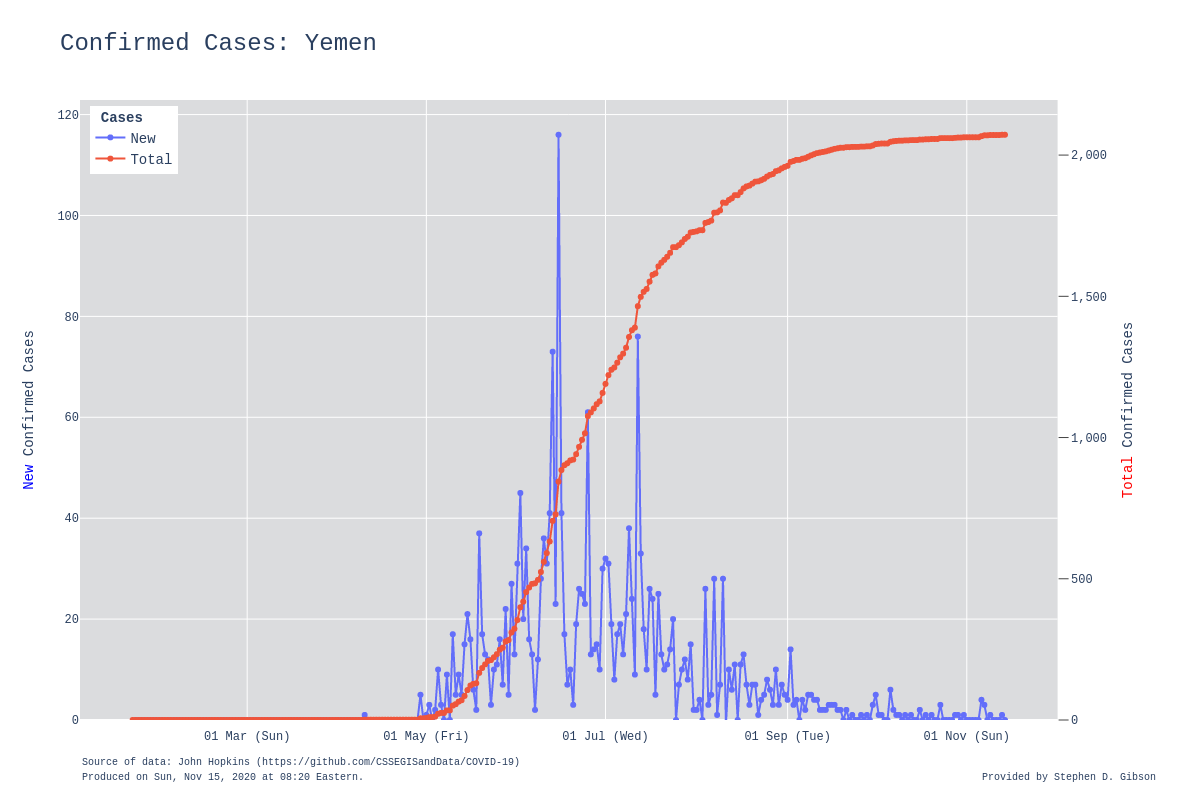 Confirmed Cases: Yemen
Cases
New
Total
120
100
80
60
40
20
0
2,000
1,500
1,000
500
0
New Confirmed Cases
Total Confirmed Cases
01 Mar (Sun)
01 May (Fri)
01 Jul (Wed)
01 Sep (Tue)
01 Nov (Sun)
Source of data: John Hopkins (https://github.com/CSSEGISandData/COVID-19)
Produced on Sun, Nov 15, 2020 at 08:20 Eastern.
Provided by Stephen D. Gibson